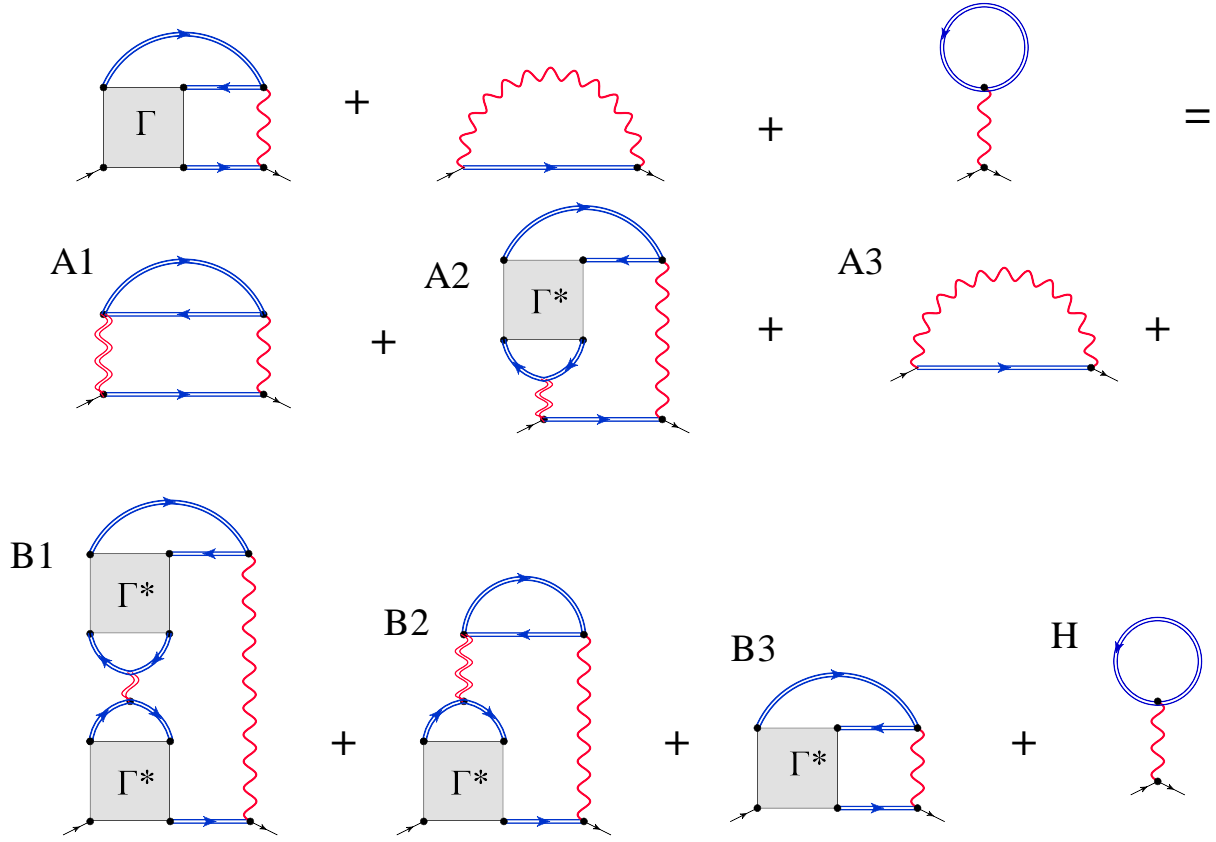 Γ + + =
A1 + A2 Γ* + A3 +
B1 Γ* Γ* + B2 Γ* + B3 Γ* + H